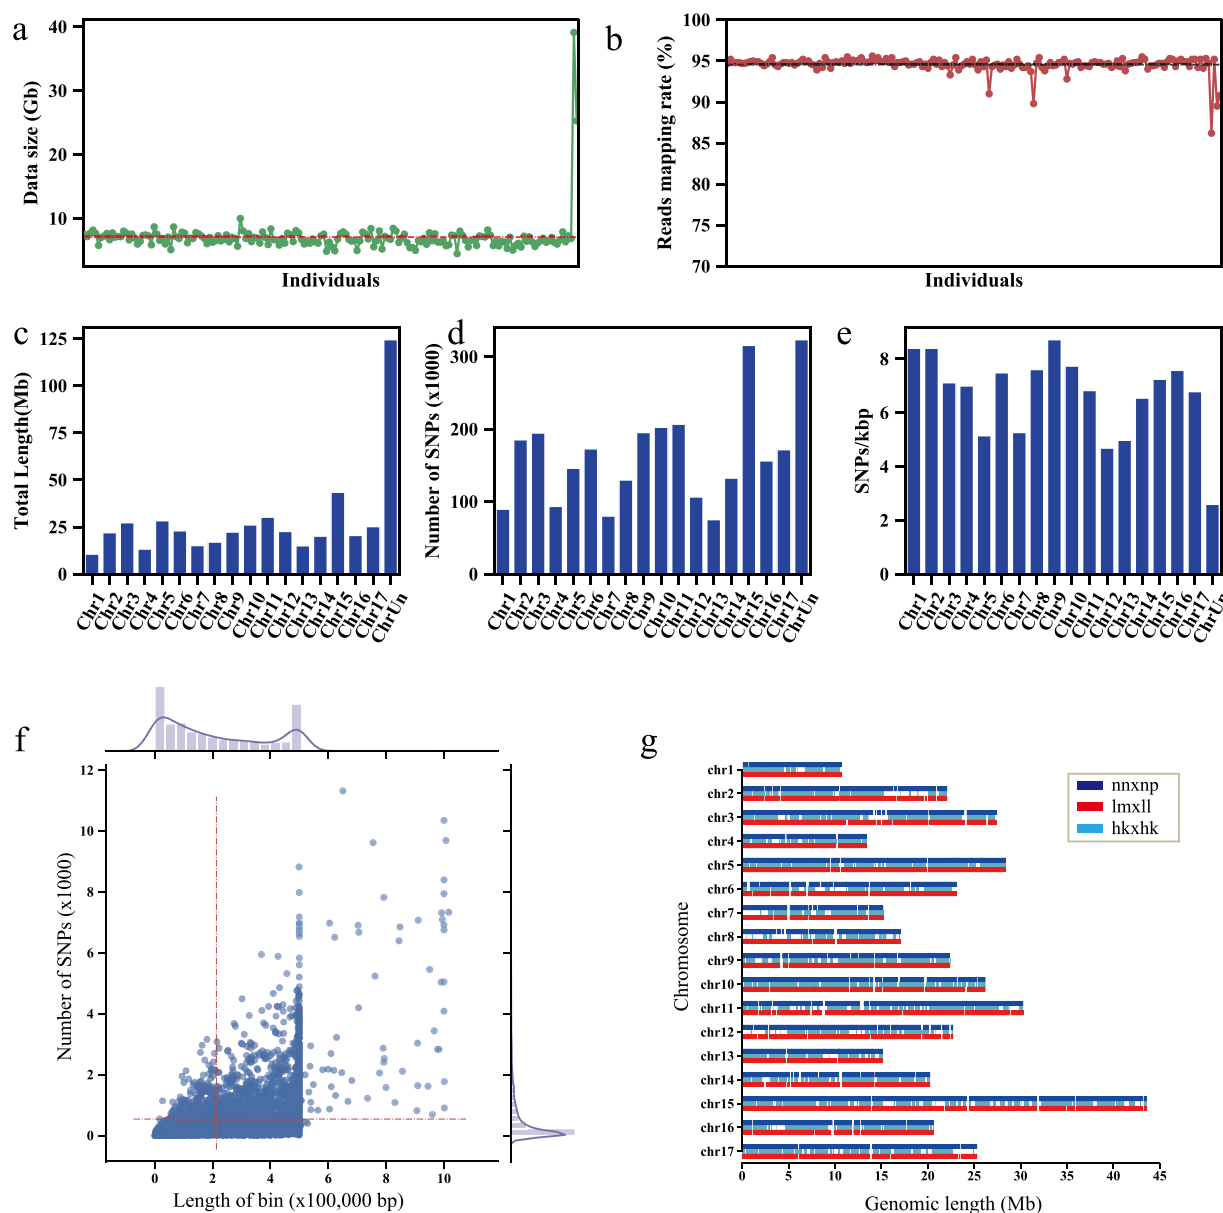 a
40
30
20
10
Data size (Gb)
Individuals
b
100
95
90
85
80
75
70
Reads mapping rate (%)
Individuals
c
125
100
75
50
25
0
Total Length(Mb)
Chr1
Chr2
Chr3
Chr4
Chr5
Chr6
Chr7
Chr8
Chr9
Chr10
Chr11
Chr12
Chr13
Chr14
Chr15
Chr16
Chr17
ChrUn
d
300
200
100
0
Number of SNPs (x1000)
Chr1
Chr2
Chr3
Chr4
Chr5
Chr6
Chr7
Chr8
Chr9
Chr10
Chr11
Chr12
Chr13
Chr14
Chr15
Chr16
Chr17
ChrUn
e
8
6
4
2
0
SNPs/kbp
Chr1
Chr2
Chr3
Chr4
Chr5
Chr6
Chr7
Chr8
Chr9
Chr10
Chr11
Chr12
Chr13
Chr14
Chr15
Chr16
Chr17
ChrUn
f
12
10
8
6
4
2
0
Number of SNPs (x1000)
0 2 4 6 8 10
Length of bin (x100,000 bp)
g
chr1
chr2
chr3
chr4
chr5
chr6
chr7
chr8
chr9
chr10
chr11
chr12
chr13
chr14
chr15
chr16
chr17
Chromosome
nnxnp
lmxll
hkxhk
0 5 10 15 20 25 30 35 40 45
Genomic length (Mb)